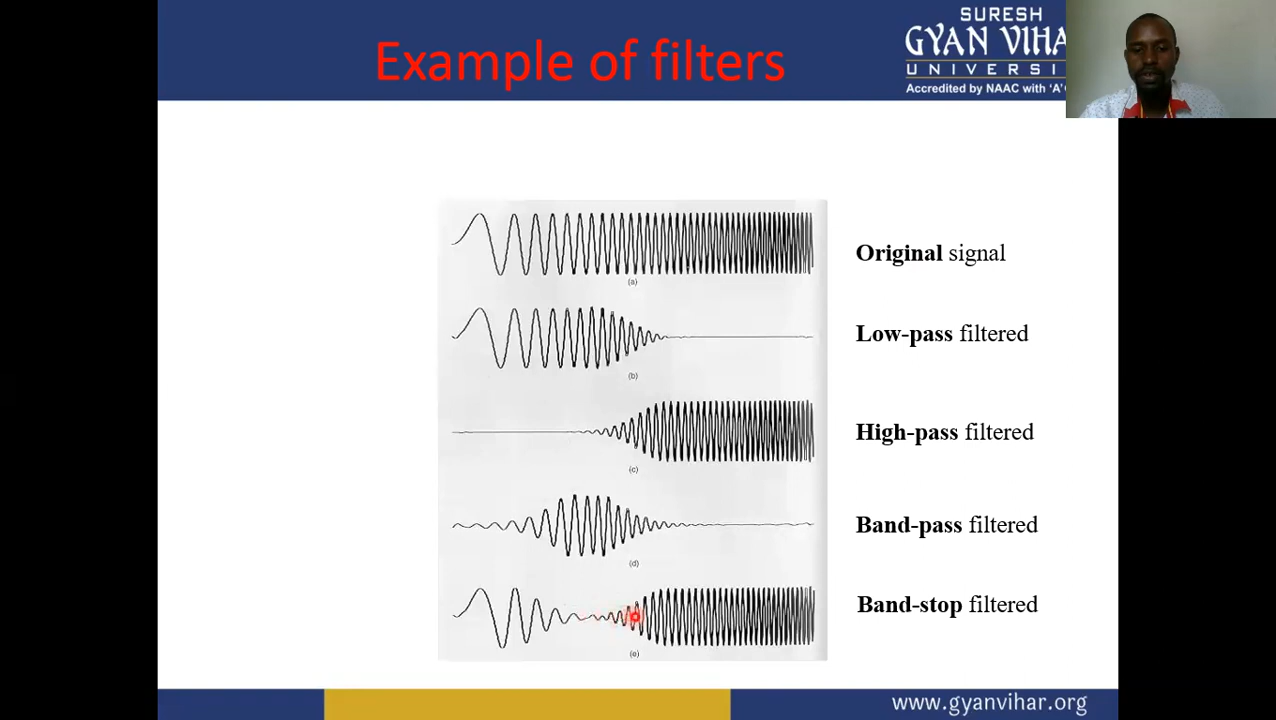 Example of filters
SURESH
GYAN VIHA
UNIVERSI
Accredited by NAAC with 'A'
(a)
Original signal
(b)
Low-pass filtered
(c)
High-pass filtered
(d)
Band-pass filtered
(e)
Band-stop filtered
www.gyanvihar.org